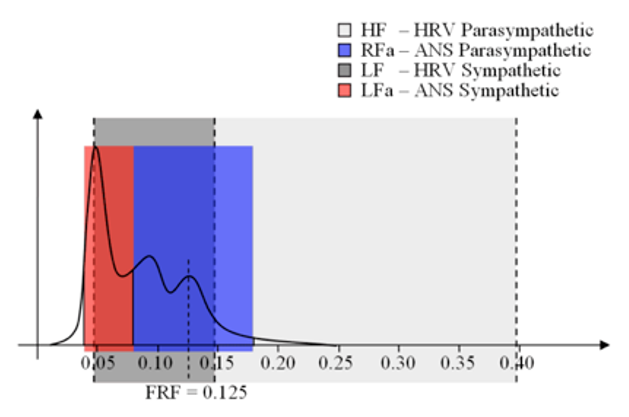 HF – HRV Parasympathetic
RFa – ANS Parasympathetic
LF – HRV Sympathetic
LFa – ANS Sympathetic
0.05 0.10 0.15 0.20 0.25 0.30 0.35 0.40
FRF = 0.125